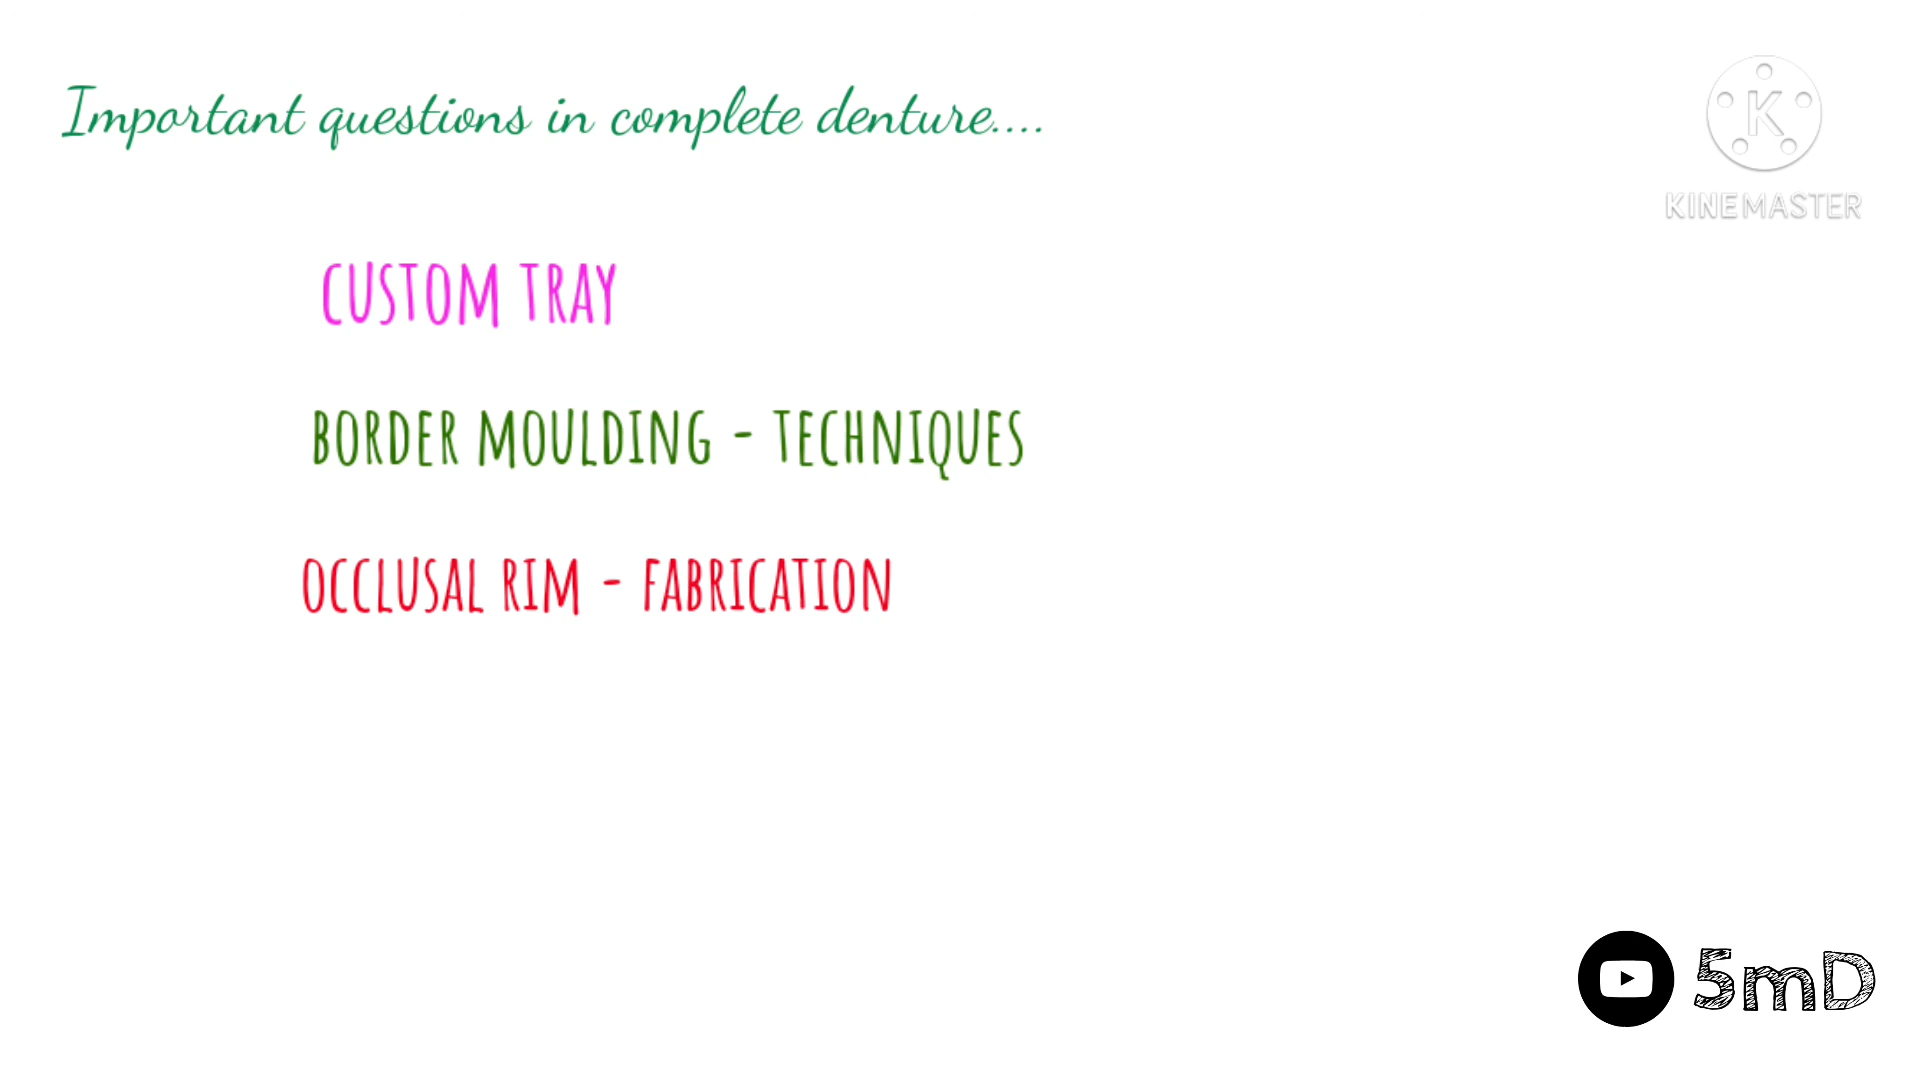 Important questions in complete denture....
K
KINEMASTER
CUSTOM TRAY
BORDER MOULDING - TECHNIQUES
OCCLUSAL RIM - FABRICATION
5mD